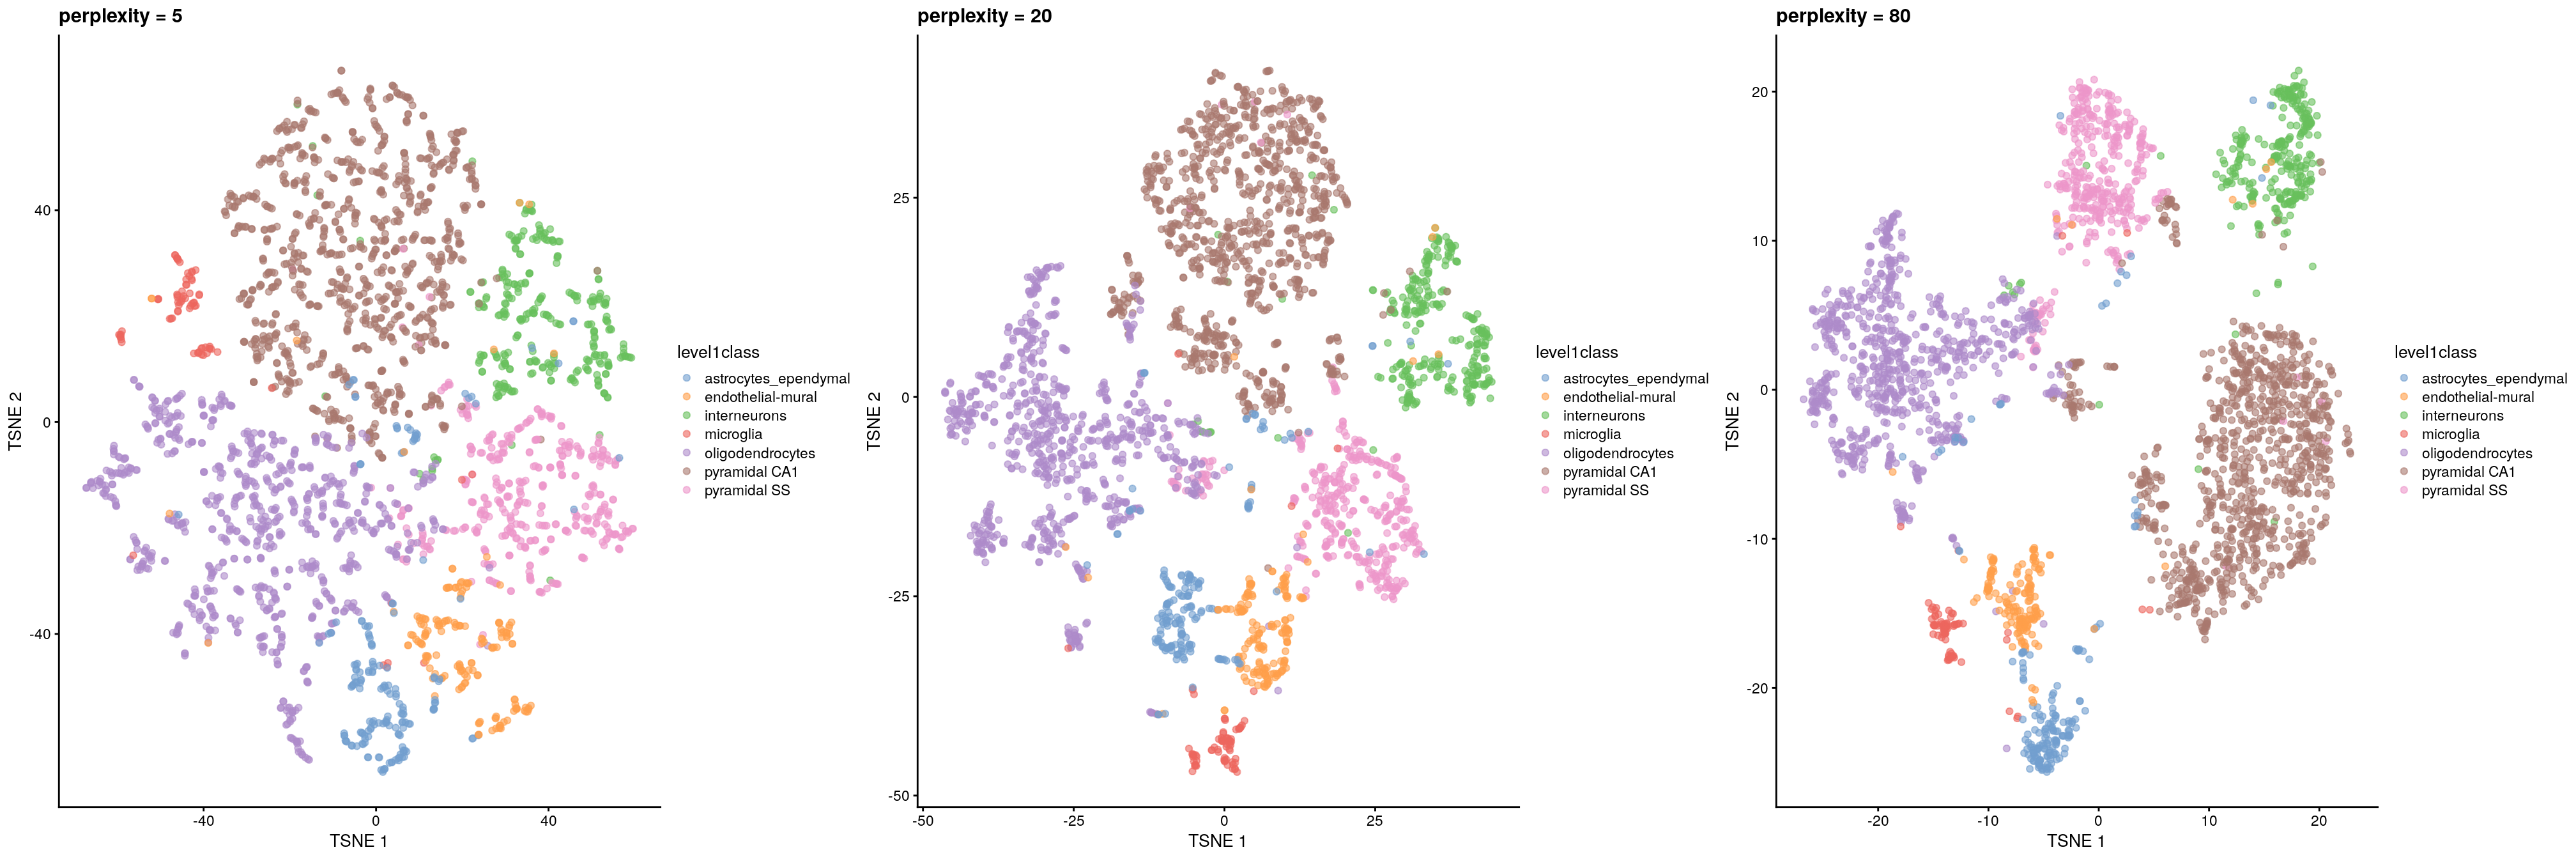 perplexity = 5
TSNE 2
40
0
-40
-40
0
40
TSNE 1
level1class
astrocytes_ependymal
endothelial-mural
interneurons
microglia
oligodendrocytes
pyramidal CA1
pyramidal SS
perplexity = 20
TSNE 2
25
0
-25
-50
-50
-25
0
25
TSNE 1
level1class
astrocytes_ependymal
endothelial-mural
interneurons
microglia
oligodendrocytes
pyramidal CA1
pyramidal SS
perplexity = 80
TSNE 2
20
10
0
-10
-20
-20
-10
0
10
20
TSNE 1
level1class
astrocytes_ependymal
endothelial-mural
interneurons
microglia
oligodendrocytes
pyramidal CA1
pyramidal SS